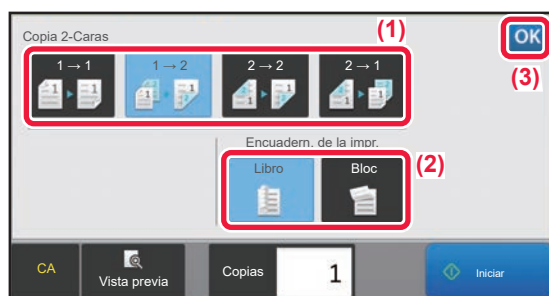 Copia 2-Caras
(1)
OK
1 → 1
1 → 2
2 → 2
2 → 1
(3)
Encuadern. de la impr.
Libro
Bloc
(2)
CA
Vista previa
Copias
1
Iniciar